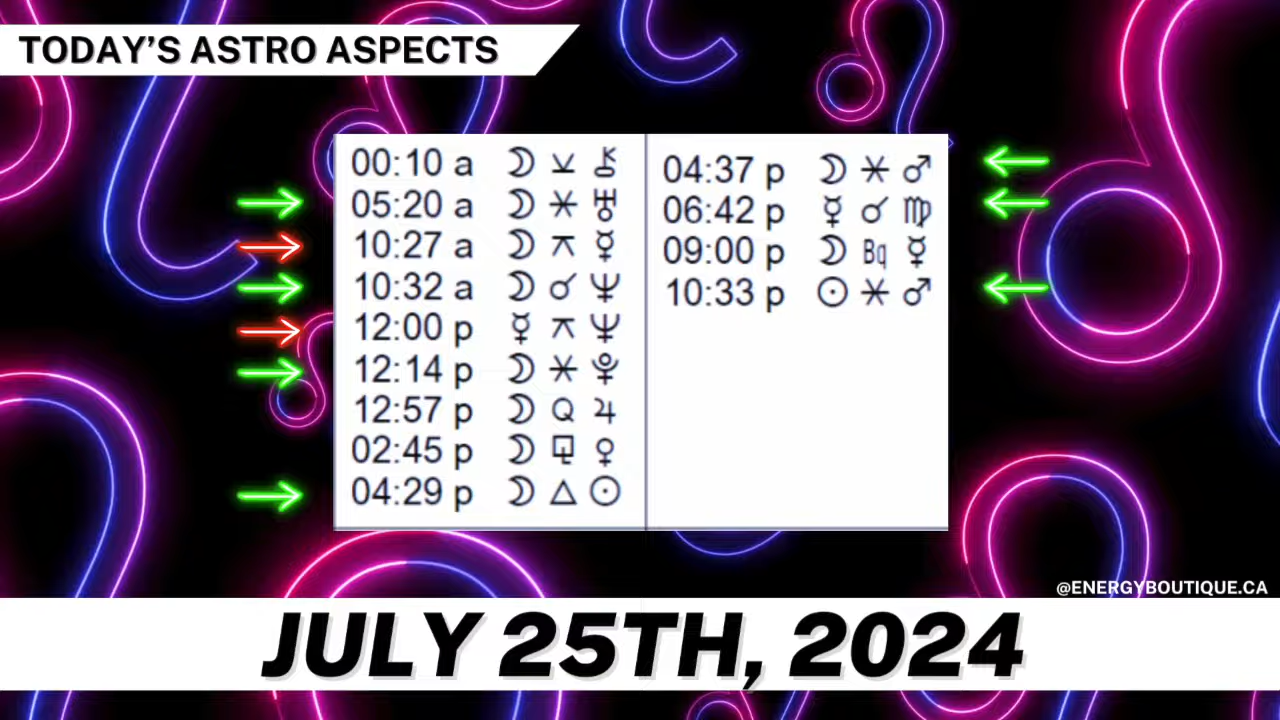 TODAY'S ASTRO ASPECTS
00:10 a ☽ ⚺ ⚷
05:20 a ☽ ⚹ ♅
10:27 a ☽ ⚻ ☿
10:32 a ☽ ☌ ♆
12:00 p ☿ ⚻ ♆
12:14 p ☽ ⚹ ♇
12:57 p ☽ Q ♃
02:45 p ☽ ⚼ ♀
04:29 p ☽ △ ☉
04:37 p ☽ ⚹ ♂
06:42 p ☿ ☌ ♍
09:00 p ☽ Bq ☿
10:33 p ☉ ⚹ ♂
@ENERGYBOUTIQUE.CA
JULY 25TH, 2024